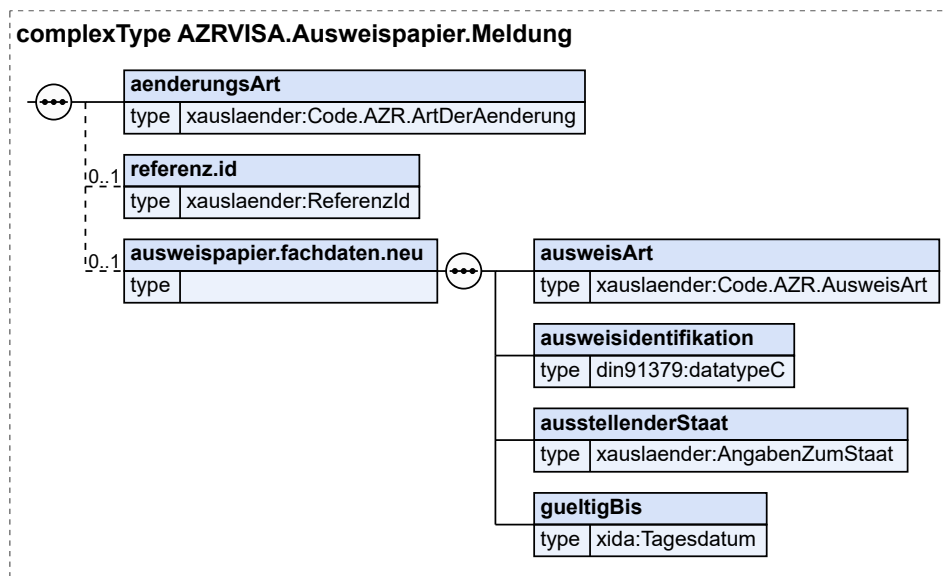 complexType AZRVISA.Ausweispapier.Meldung
aenderungsArt
type xauslaender:Code.AZR.ArtDerAenderung
0..1
referenz.id
type xauslaender:ReferenzId
0..1
ausweispapier.fachdaten.neu
type
ausweisArt
type xauslaender:Code.AZR.AusweisArt
ausweisidentifikation
type din91379:datatypeC
ausstellenderStaat
type xauslaender:AngabenZumStaat
gueltigBis
type xida:Tagesdatum